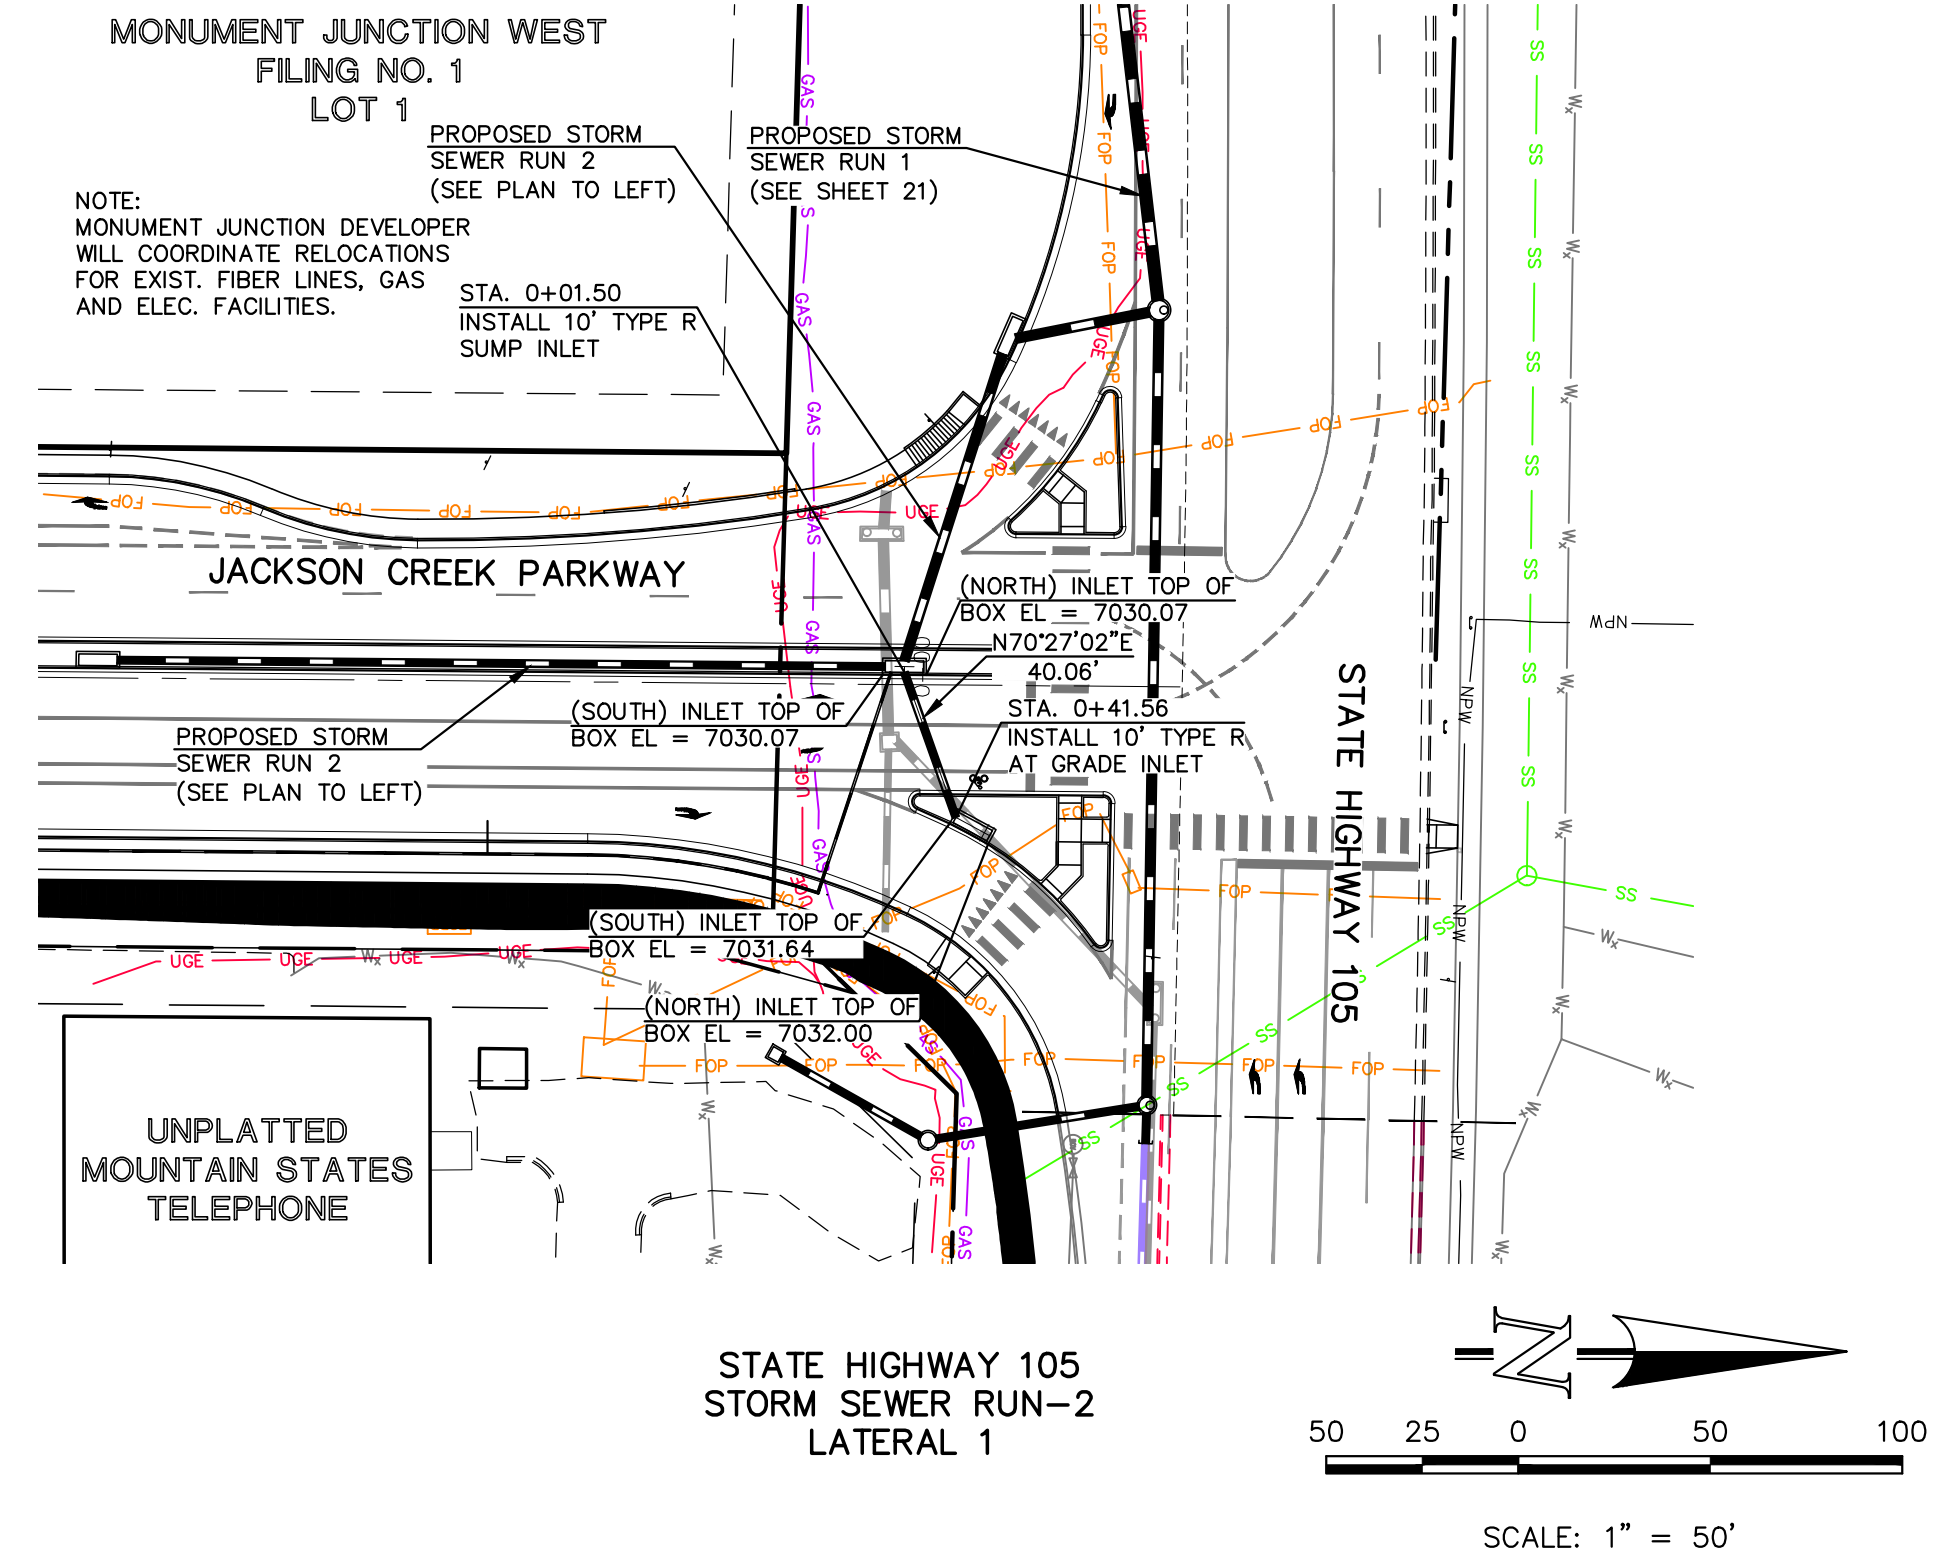 MONUMENT JUNCTION WEST
FILING NO. 1
LOT 1
PROPOSED STORM
SEWER RUN 2
(SEE PLAN TO LEFT)
PROPOSED STORM
SEWER RUN 1
(SEE SHEET 21)
NOTE:
MONUMENT JUNCTION DEVELOPER
WILL COORDINATE RELOCATIONS
FOR EXIST. FIBER LINES, GAS
AND ELEC. FACILITIES.
STA. 0+01.50
INSTALL 10' TYPE R
SUMP INLET
JACKSON CREEK PARKWAY
(NORTH) INLET TOP OF
BOX EL = 7030.07
N70°27'02"E
40.06'
(SOUTH) INLET TOP OF
BOX EL = 7030.07
STA. 0+41.56
INSTALL 10' TYPE R
AT GRADE INLET
PROPOSED STORM
SEWER RUN 2
(SEE PLAN TO LEFT)
STATE HIGHWAY 105
(SOUTH) INLET TOP OF
BOX EL = 7031.64
(NORTH) INLET TOP OF
BOX EL = 7032.00
UNPLATTED
MOUNTAIN STATES
TELEPHONE
GAS
UGE
FOP
SS
NPW
Wx
STATE HIGHWAY 105
STORM SEWER RUN-2
LATERAL 1
N
50 25 0 50 100
SCALE: 1" = 50'